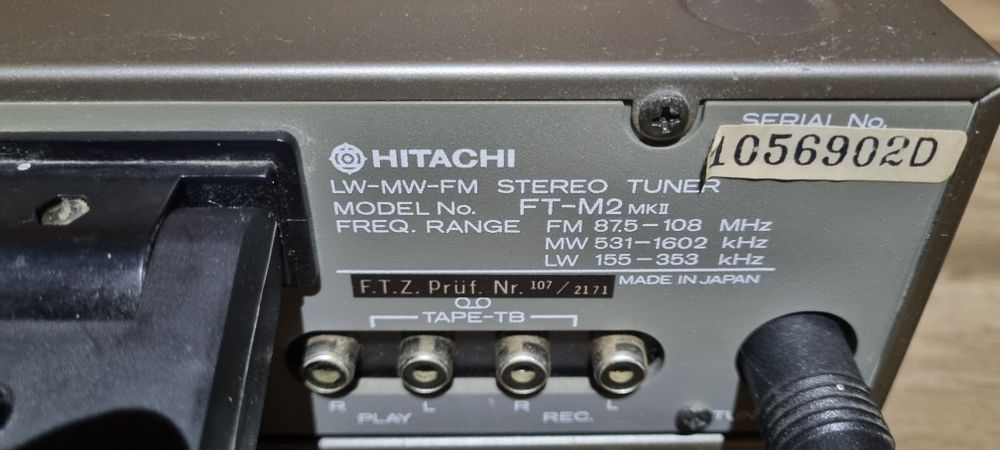 SERIAL No.
1056902D
HITACHI
LW-MW-FM STEREO TUNER
MODEL No. FT-M2 MKII
FREQ. RANGE FM 87.5-108 MHz
MW 531-1602 kHz
LW 155-353 kHz
F.T.Z. Prüf. Nr. 107/2171
MADE IN JAPAN
TAPE-TB
R L R L
PLAY REC.